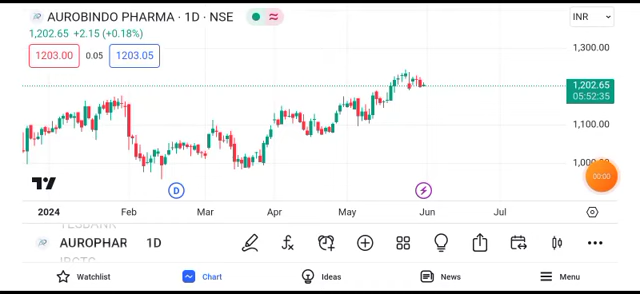 AUROBINDO PHARMA · 1D · NSE
INR
1,202.65 +2.15 (+0.18%)
1203.00 0.05 1203.05
1,300.00
1,202.65
05:52:35
1,100.00
1,000.00
00:00
D
2024 Feb Mar Apr May Jun Jul
YESBANK
AUROPHAR 1D
IRCTC
Watchlist Chart Ideas News Menu